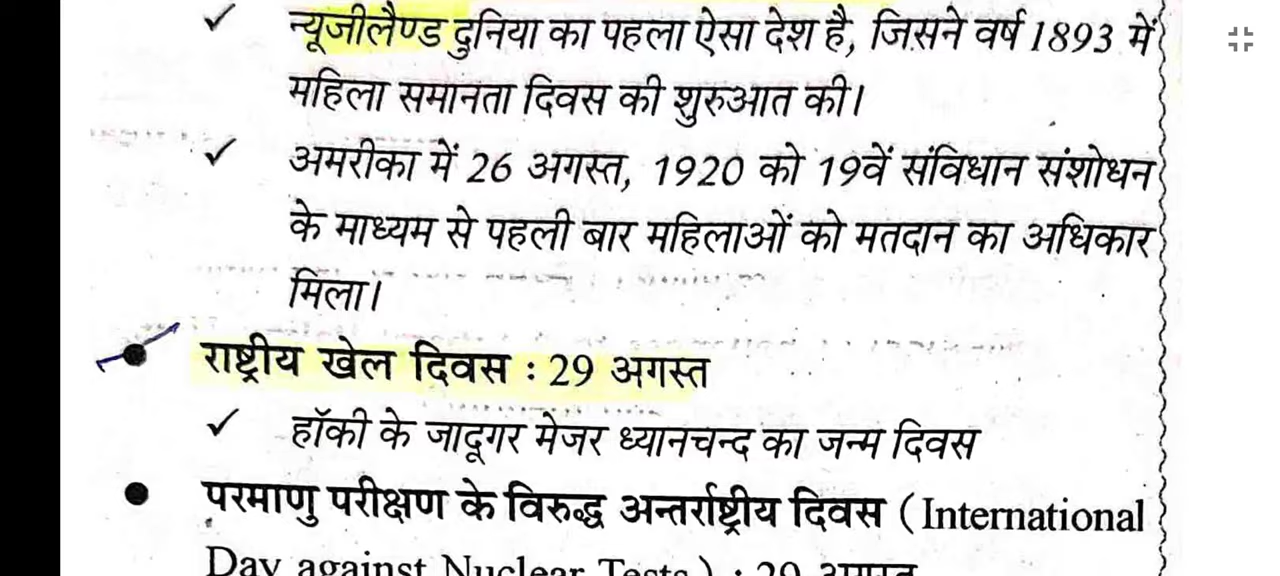 ✓ न्यूजीलैण्ड दुनिया का पहला ऐसा देश है, जिसने वर्ष 1893 में
महिला समानता दिवस की शुरुआत की।
✓ अमरीका में 26 अगस्त, 1920 को 19वें संविधान संशोधन
के माध्यम से पहली बार महिलाओं को मतदान का अधिकार
मिला।
● राष्ट्रीय खेल दिवस : 29 अगस्त
✓ हॉकी के जादूगर मेजर ध्यानचन्द का जन्म दिवस
● परमाणु परीक्षण के विरुद्ध अन्तर्राष्ट्रीय दिवस (International
Day against Nuclear Tests) : 29 अगस्त